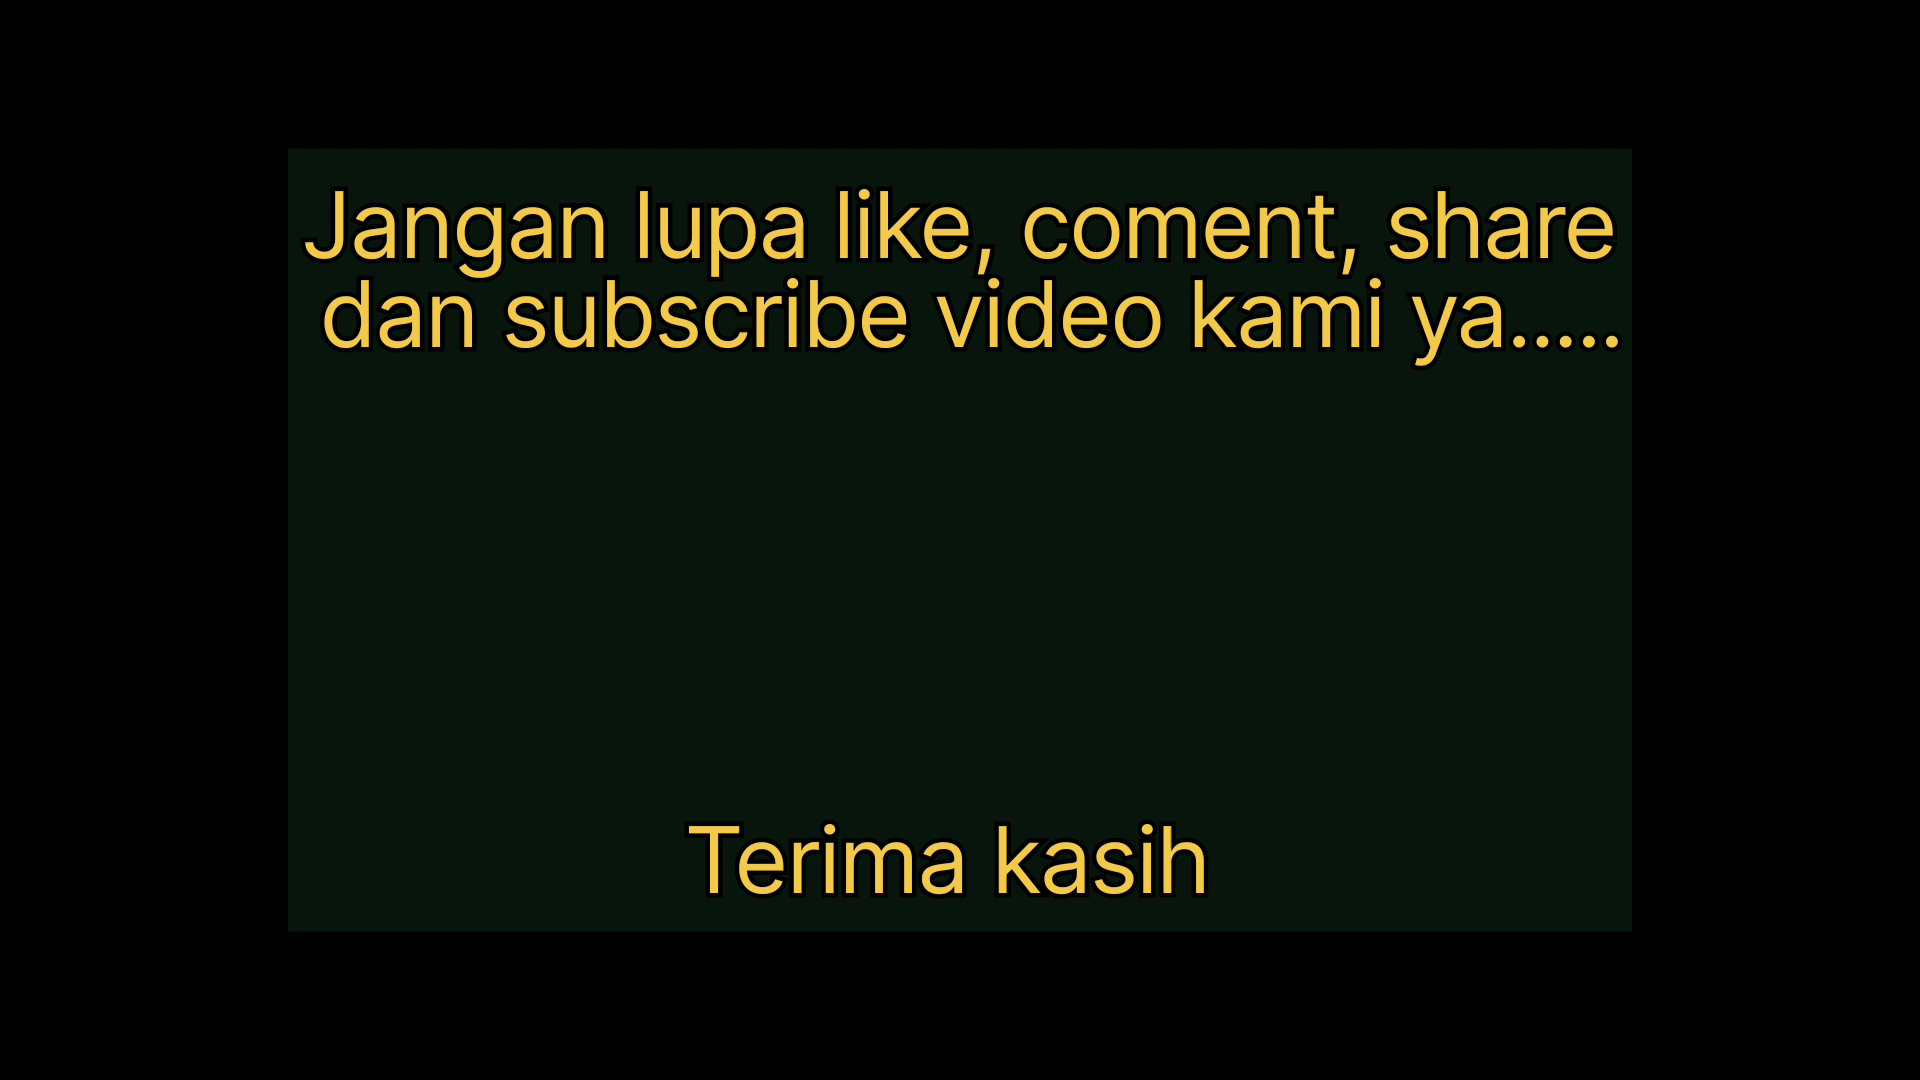 Jangan lupa like, coment, share
dan subscribe video kami ya.....
Terima kasih